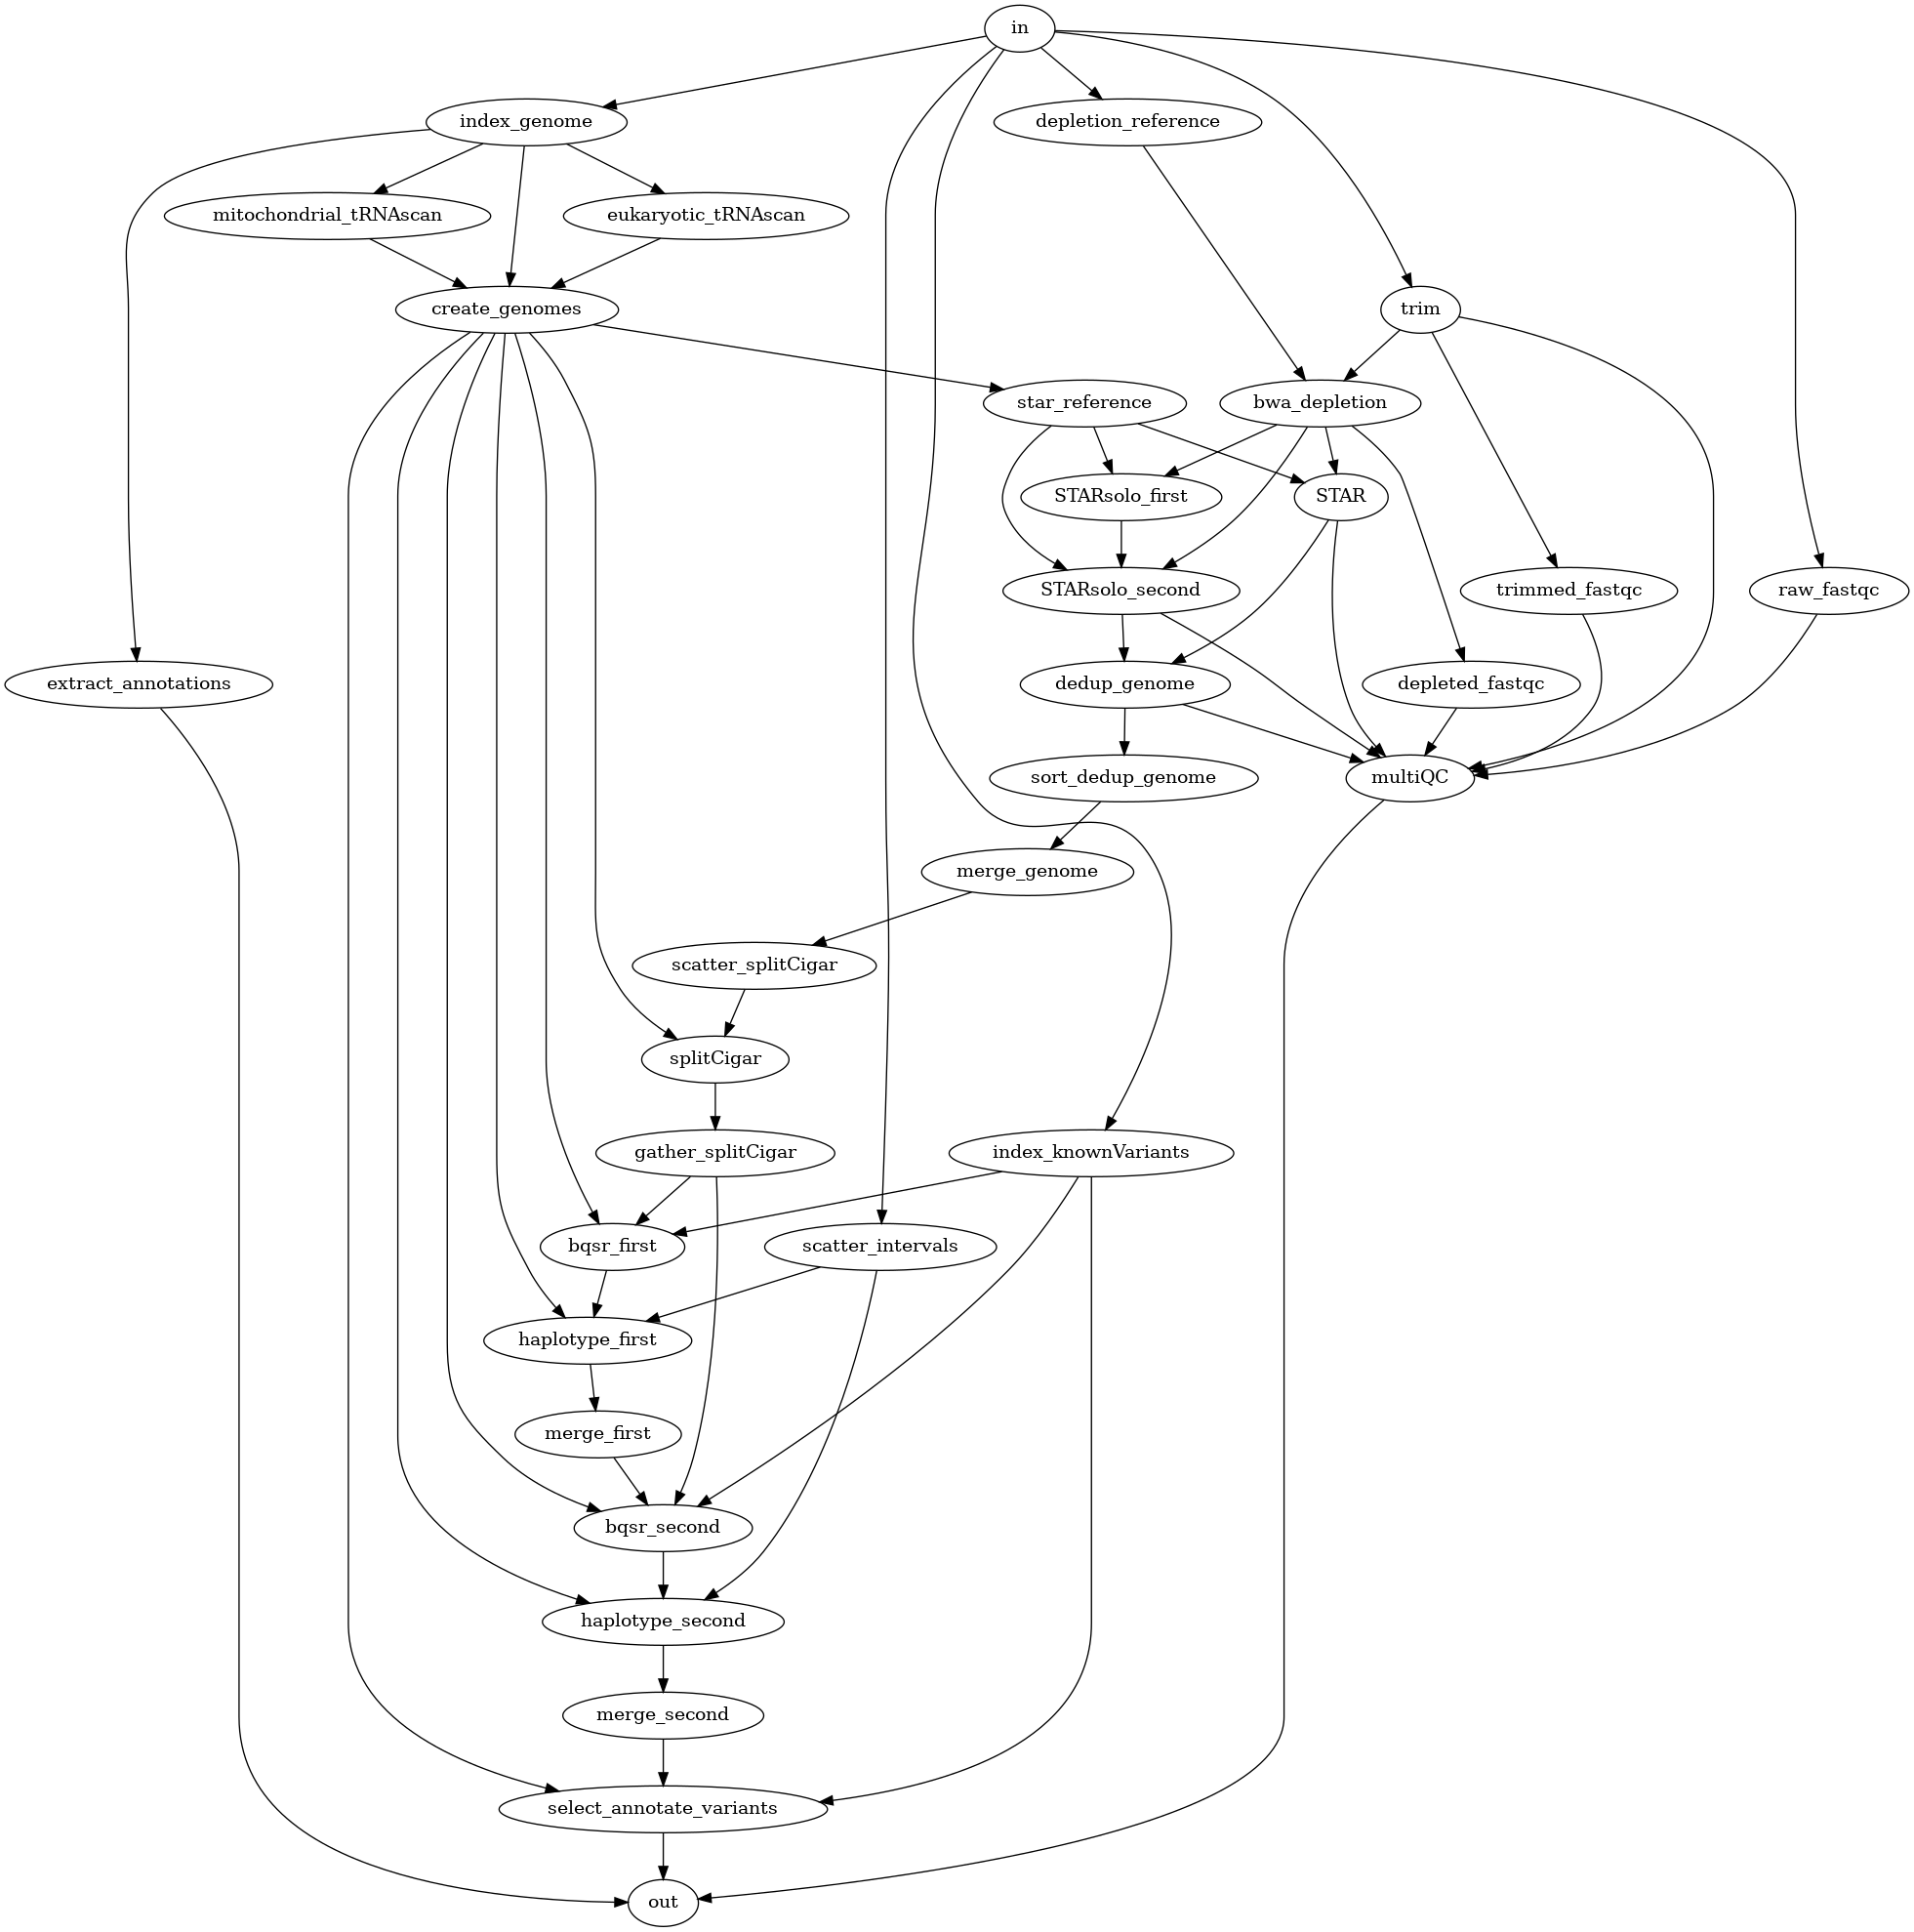 in
index_genome
depletion_reference
mitochondrial_tRNAscan
eukaryotic_tRNAscan
create_genomes
trim
star_reference
bwa_depletion
STARsolo_first
STAR
STARsolo_second
trimmed_fastqc
raw_fastqc
extract_annotations
dedup_genome
depleted_fastqc
sort_dedup_genome
multiQC
merge_genome
scatter_splitCigar
splitCigar
gather_splitCigar
index_knownVariants
bqsr_first
scatter_intervals
haplotype_first
merge_first
bqsr_second
haplotype_second
merge_second
select_annotate_variants
out